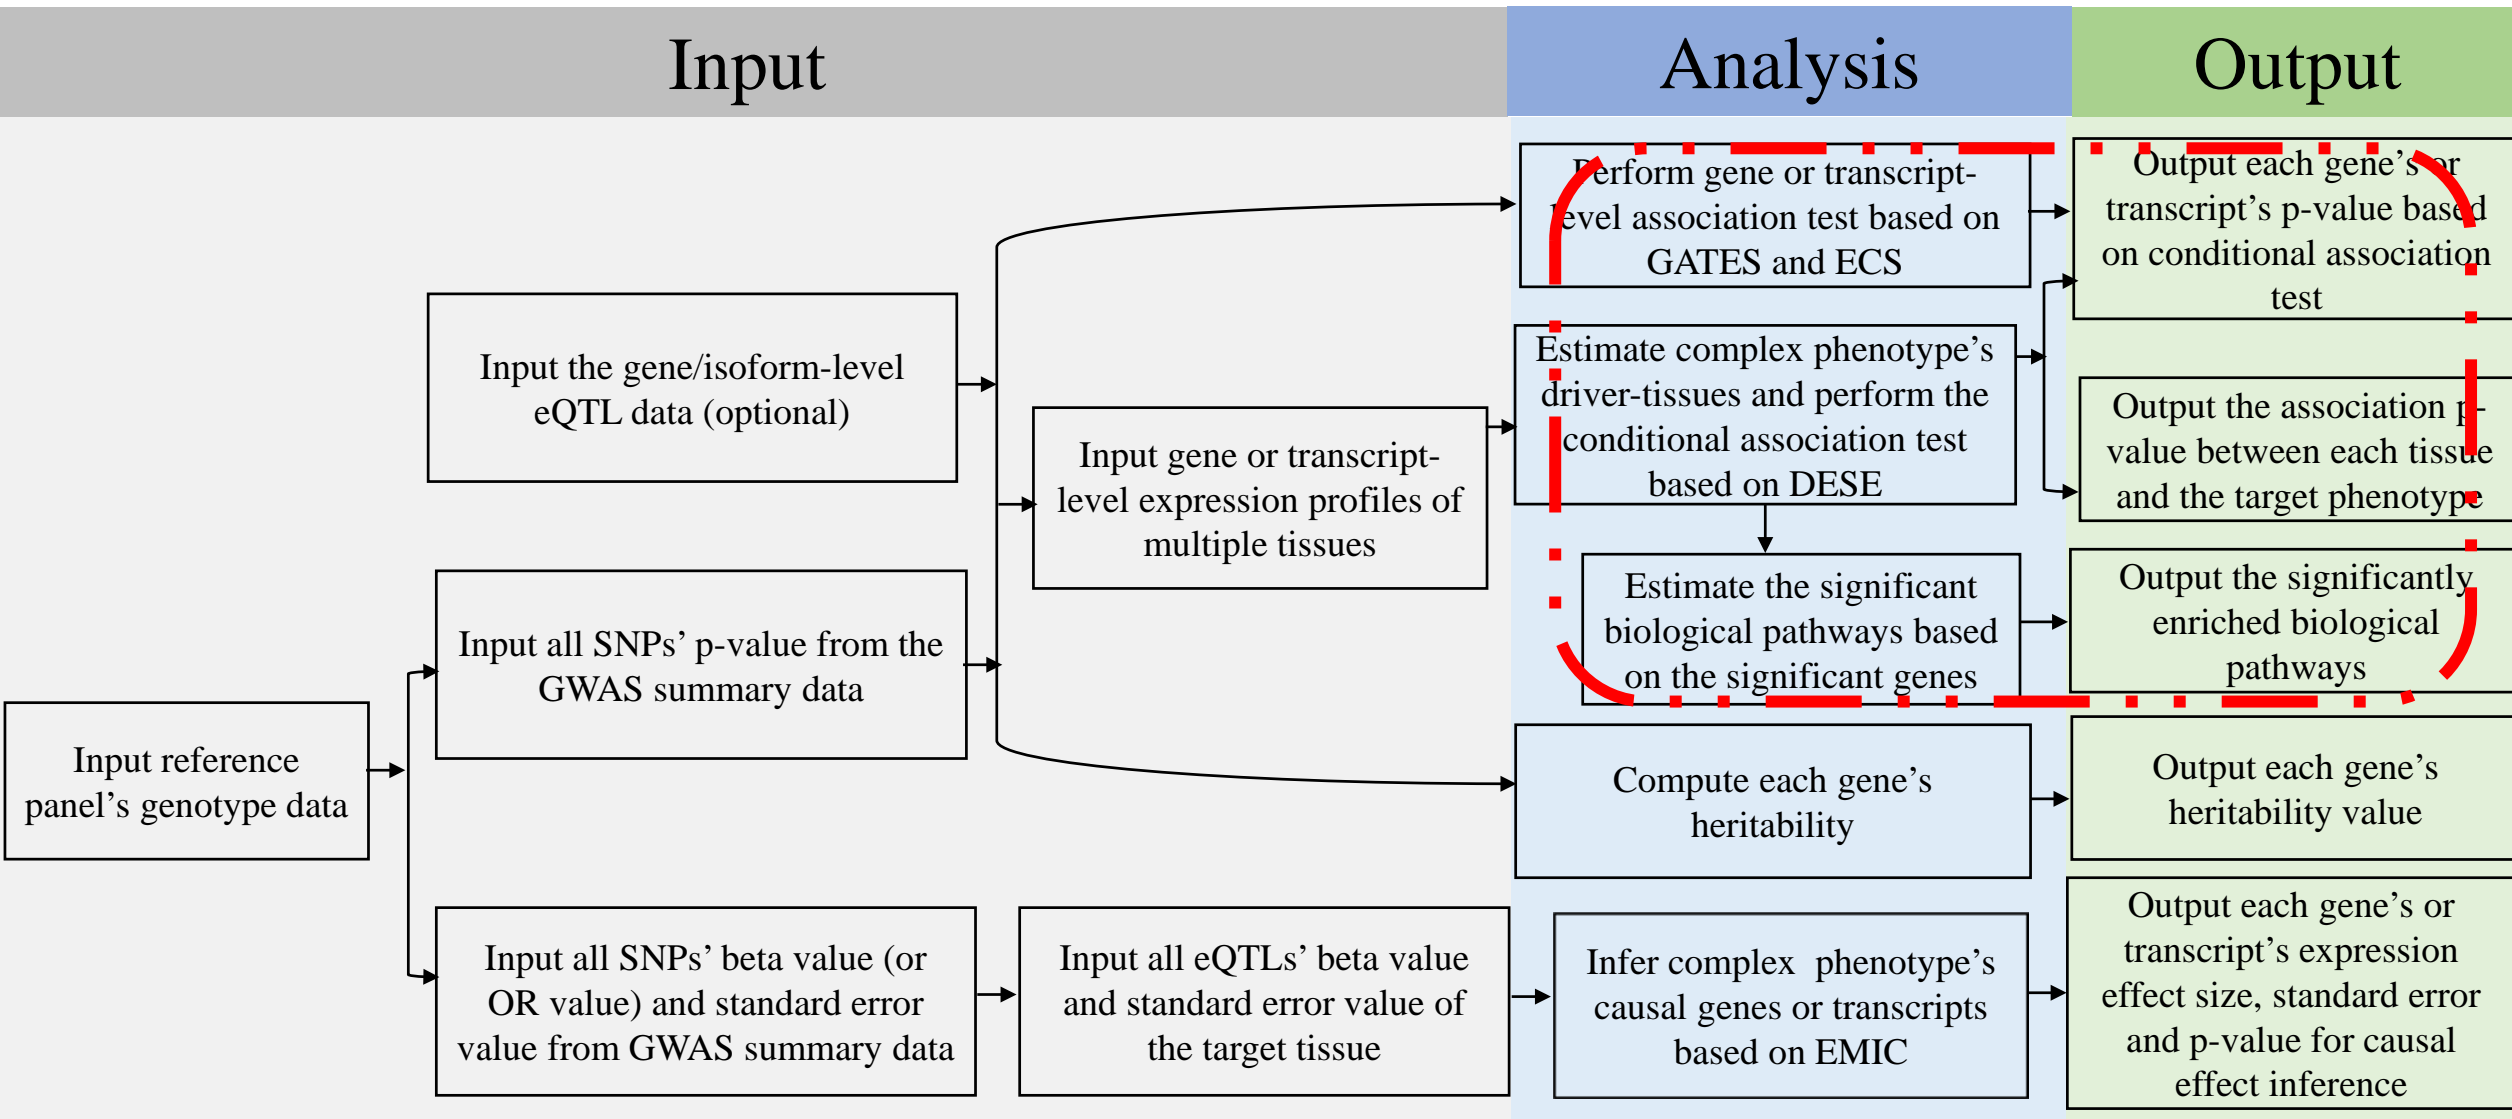 Input
Analysis
Output
Input reference
panel's genotype data
Input the gene/isoform-level
eQTL data (optional)
Input all SNPs' p-value from the
GWAS summary data
Input all SNPs' beta value (or
OR value) and standard error
value from GWAS summary data
Input gene or transcript-
level expression profiles of
multiple tissues
Input all eQTLs' beta value
and standard error value of
the target tissue
Perform gene or transcript-
level association test based on
GATES and ECS
Estimate complex phenotype's
driver-tissues and perform the
conditional association test
based on DESE
Estimate the significant
biological pathways based
on the significant genes
Compute each gene's
heritability
Infer complex  phenotype's
causal genes or transcripts
based on EMIC
Output each gene's or
transcript's p-value based
on conditional association
test
Output the association p-
value between each tissue
and the target phenotype
Output the significantly
enriched biological
pathways
Output each gene's
heritability value
Output each gene's or
transcript's expression
effect size, standard error
and p-value for causal
effect inference